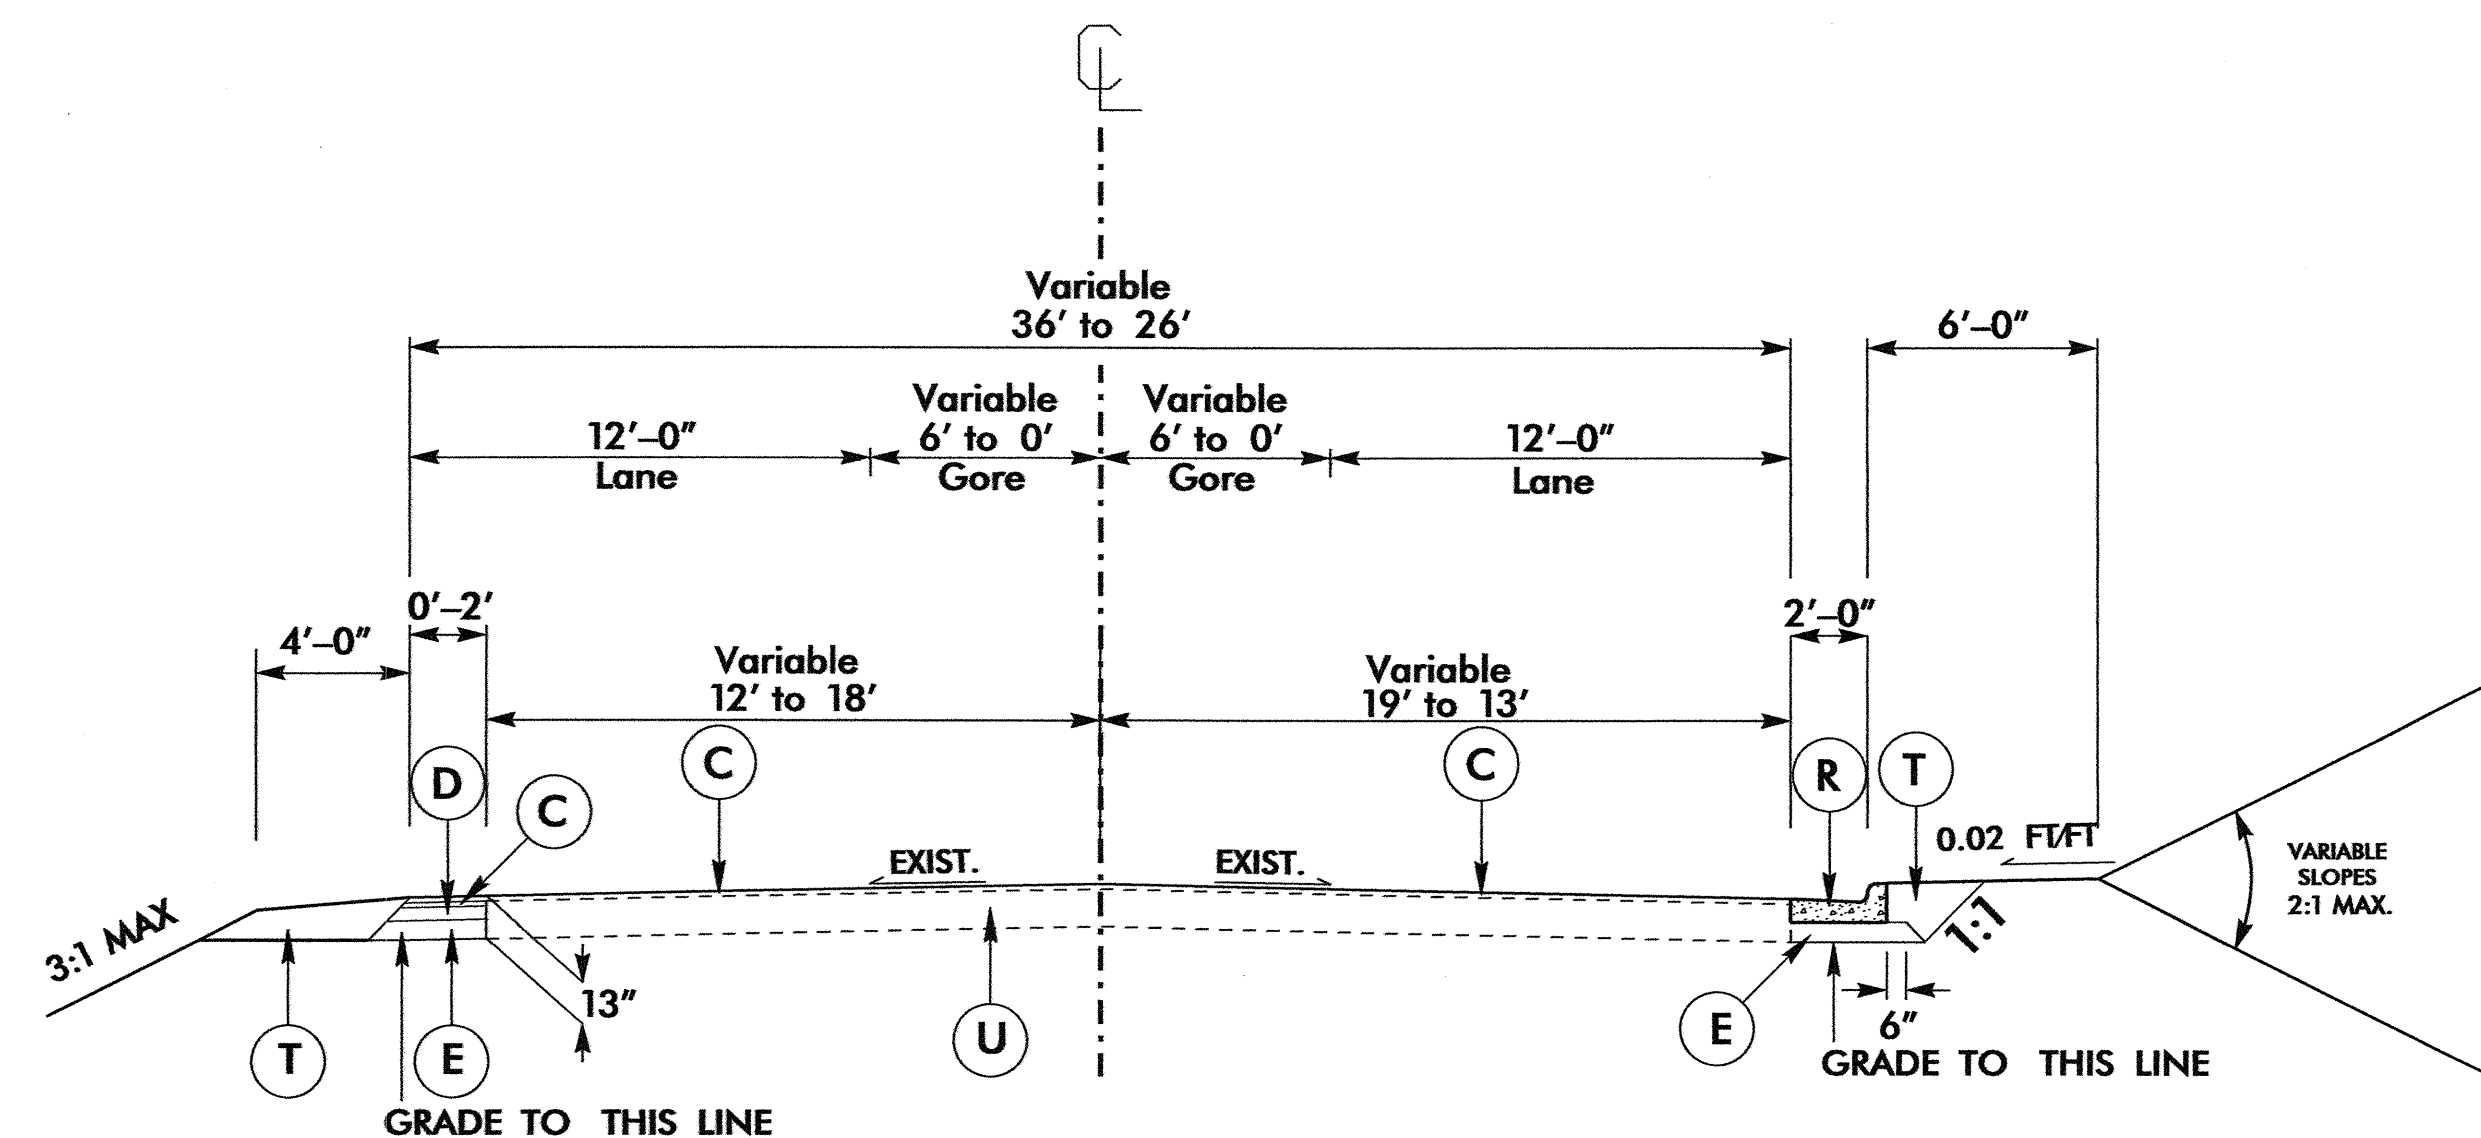 CL
Variable
36' to 26'
6'–0"
Variable
6' to 0'
Gore
Variable
6' to 0'
Gore
12'–0"
Lane
12'–0"
Lane
0'–2'
2'–0"
4'–0"
Variable
12' to 18'
Variable
19' to 13'
D
C
C
C
R
T
EXIST.
EXIST.
0.02 FT/FT
VARIABLE
SLOPES
2:1 MAX.
3:1 MAX
1:1
13"
6"
T
E
U
E
GRADE TO THIS LINE
GRADE TO THIS LINE